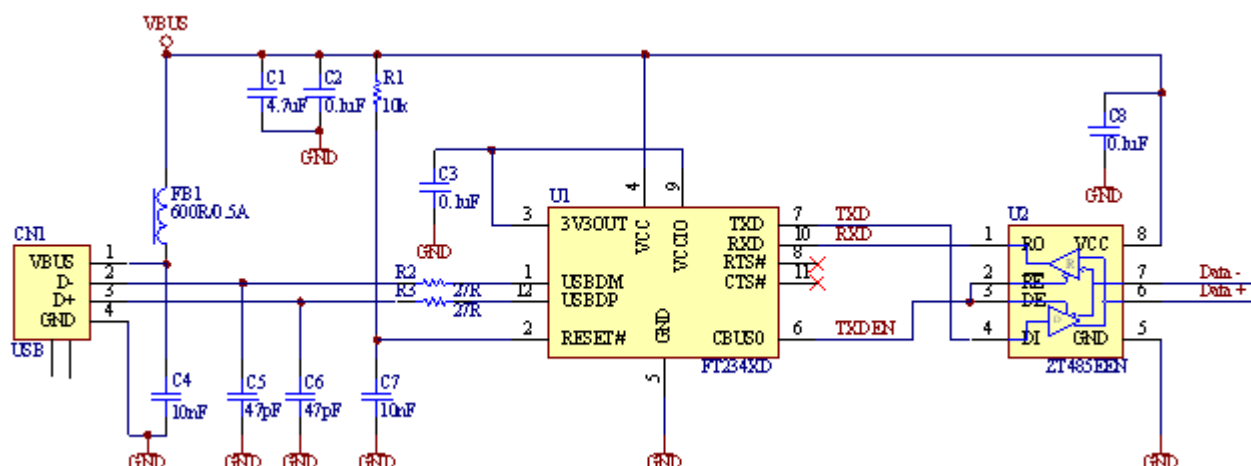 VBUS
C1
4.7uF
C2
0.1uF
R1
10k
GND
C8
0.1uF
GND
FB1
600R/0.5A
C3
0.1uF
GND
CN1
VBUS 1
D- 2
D+ 3
GND 4
USB
R2
27R
R3
27R
U1
4
9
3 3V3OUT
VCC
VCCIO
1 USBDM
12 USBDP
2 RESET#
GND
5
TXD 7
RXD 10
RTS# 8
CTS# 11
CBUS0 6
FT234XD
TXD
RXD
TXDEN
U2
1 RO
2 RE
3 DE
4 DI
VCC 8
7
6
GND 5
R
D
ZT485EEN
Data -
Data +
C4
10nF
C5
47pF
C6
47pF
C7
10nF
GND
GND
GND
GND
GND
GND